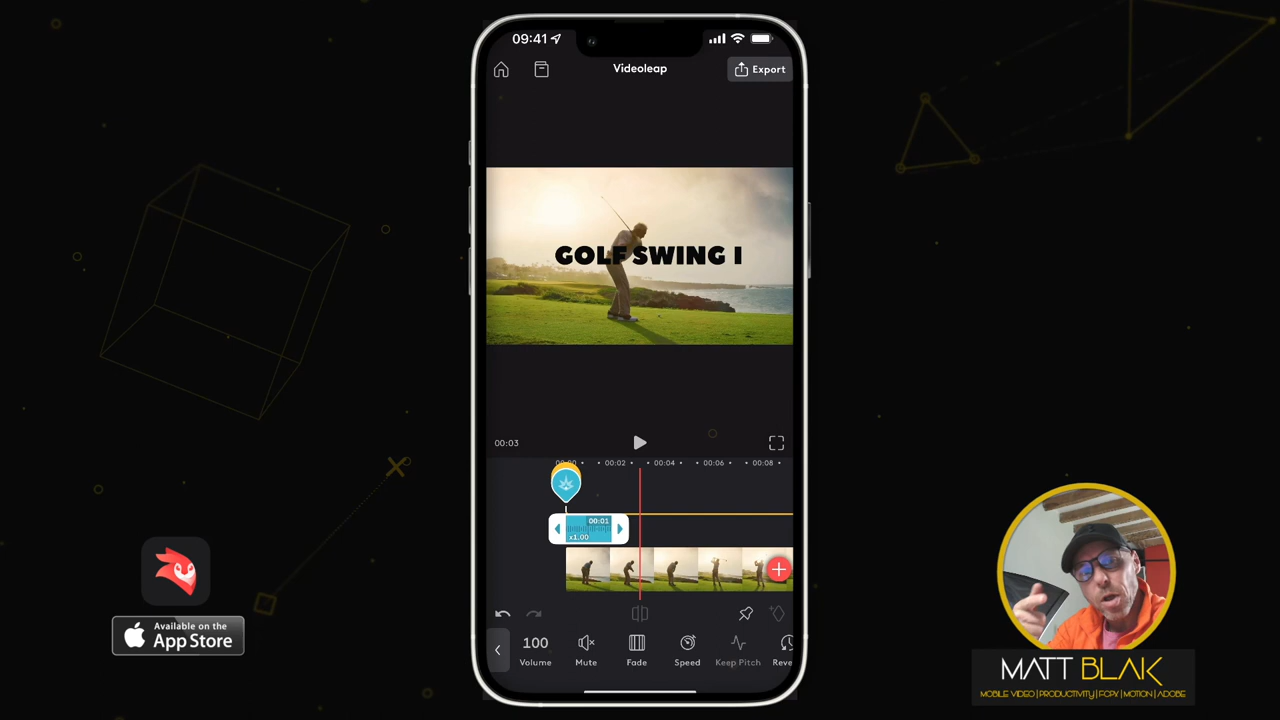 09:41
Videoleap
Export
GOLF SWING I
00:03
00:02
00:04
00:06
00:08
00:01
x1.00
100
Volume
Mute
Fade
Speed
Keep Pitch
Reve
Available on the
App Store
MATT BLAK
MOBILE VIDEO | PRODUCTIVITY | FCPX | MOTION | ADOBE